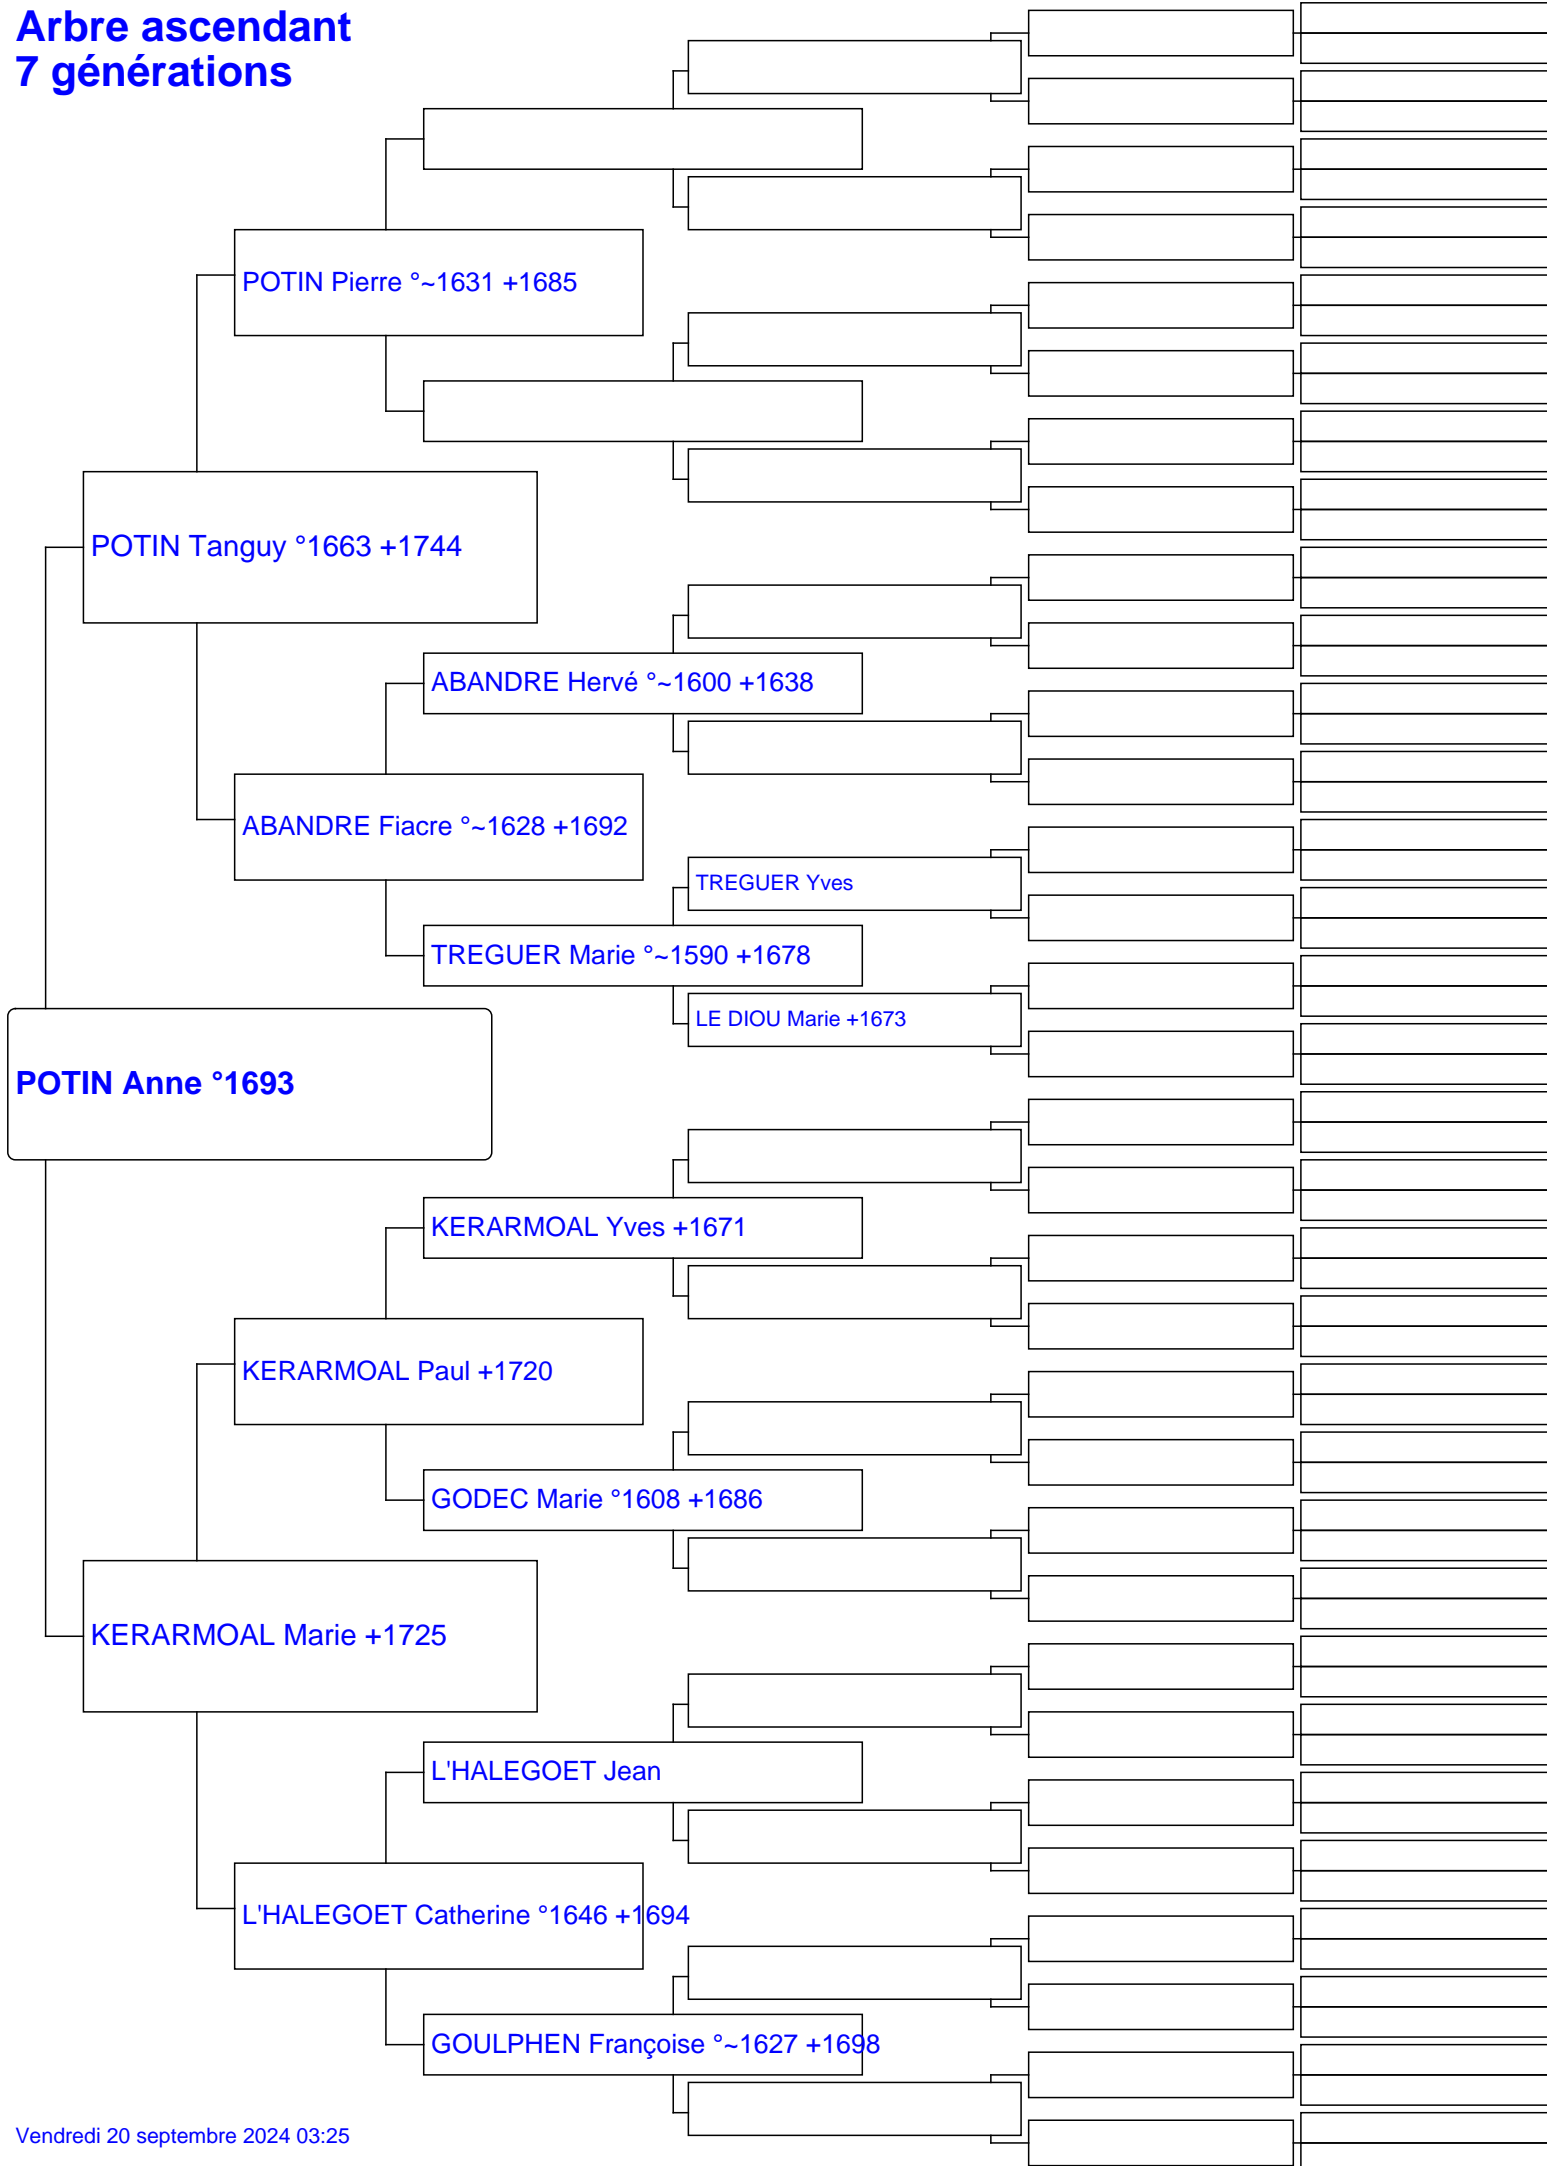 Arbre ascendant
7 générations
POTIN Pierre °~1631 +1685
POTIN Tanguy °1663 +1744
ABANDRE Hervé °~1600 +1638
ABANDRE Fiacre °~1628 +1692
TREGUER Yves
TREGUER Marie °~1590 +1678
LE DIOU Marie +1673
POTIN Anne °1693
KERARMOAL Yves +1671
KERARMOAL Paul +1720
GODEC Marie °1608 +1686
KERARMOAL Marie +1725
L'HALEGOET Jean
L'HALEGOET Catherine °1646 +1694
GOULPHEN Françoise °~1627 +1698
Vendredi 20 septembre 2024 03:25